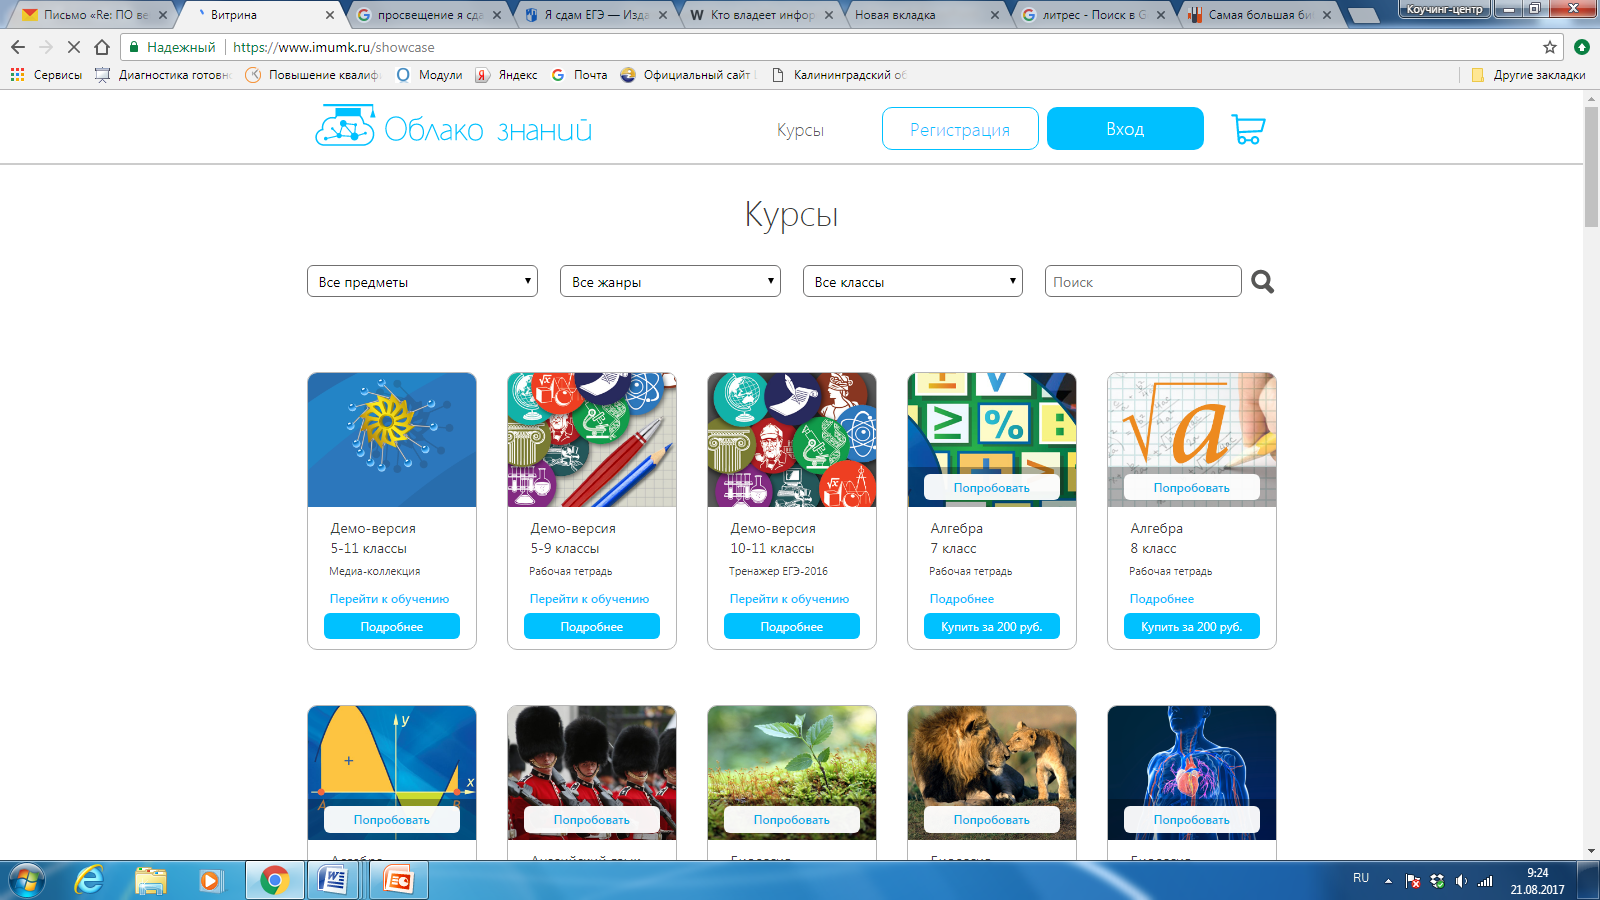 Письмо «Re: ПО ве
Витрина
просвещение я сда
Я сдам ЕГЭ — Изда
Кто владеет инфор
Новая вкладка
литрес - Поиск в G
Самая большая би
Коучинг-центр
Надежный
https://www.imumk.ru/showcase
Сервисы
Диагностика готовн
Повышение квалиф
Модули
Яндекс
Почта
Официальный сайт
Калининградский об
Другие закладки
Облако знаний
Курсы
Регистрация
Вход
Курсы
Все предметы
Все жанры
Все классы
Поиск
Демо-версия
5-11 классы
Медиа-коллекция
Перейти к обучению
Подробнее
Демо-версия
5-9 классы
Рабочая тетрадь
Перейти к обучению
Подробнее
Демо-версия
10-11 классы
Тренажер ЕГЭ-2016
Перейти к обучению
Подробнее
Попробовать
Алгебра
7 класс
Рабочая тетрадь
Подробнее
Купить за 200 руб.
√a
Попробовать
Алгебра
8 класс
Рабочая тетрадь
Подробнее
Купить за 200 руб.
y
x
A
B
Попробовать
Попробовать
Попробовать
Попробовать
Попробовать
Алгебра
Английский язык
Биология
Биология
Биология
RU
9:24
21.08.2017